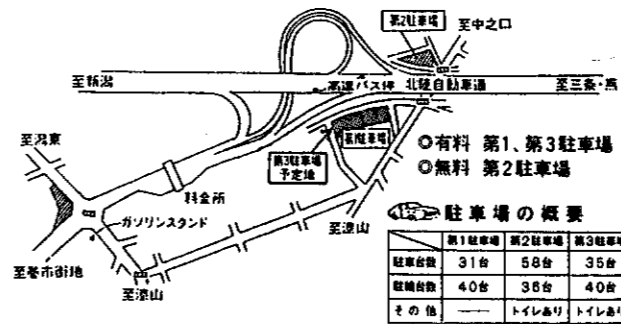 第2駐車場
至中之口
至新潟
高速バス停 北陸自動車道
至三条・燕
至潟東
第1駐車場
第3駐車場
予定地
◎有料 第1、第3駐車場
◎無料 第2駐車場
料金所
ガソリンスタンド
至漆山
至巻市街地
至漆山
駐車場の概要
第1駐車場 第2駐車場 第3駐車場
駐車台数 31台 58台 35台
駐輪台数 40台 36台 40台
その他 ―― トイレあり トイレあり